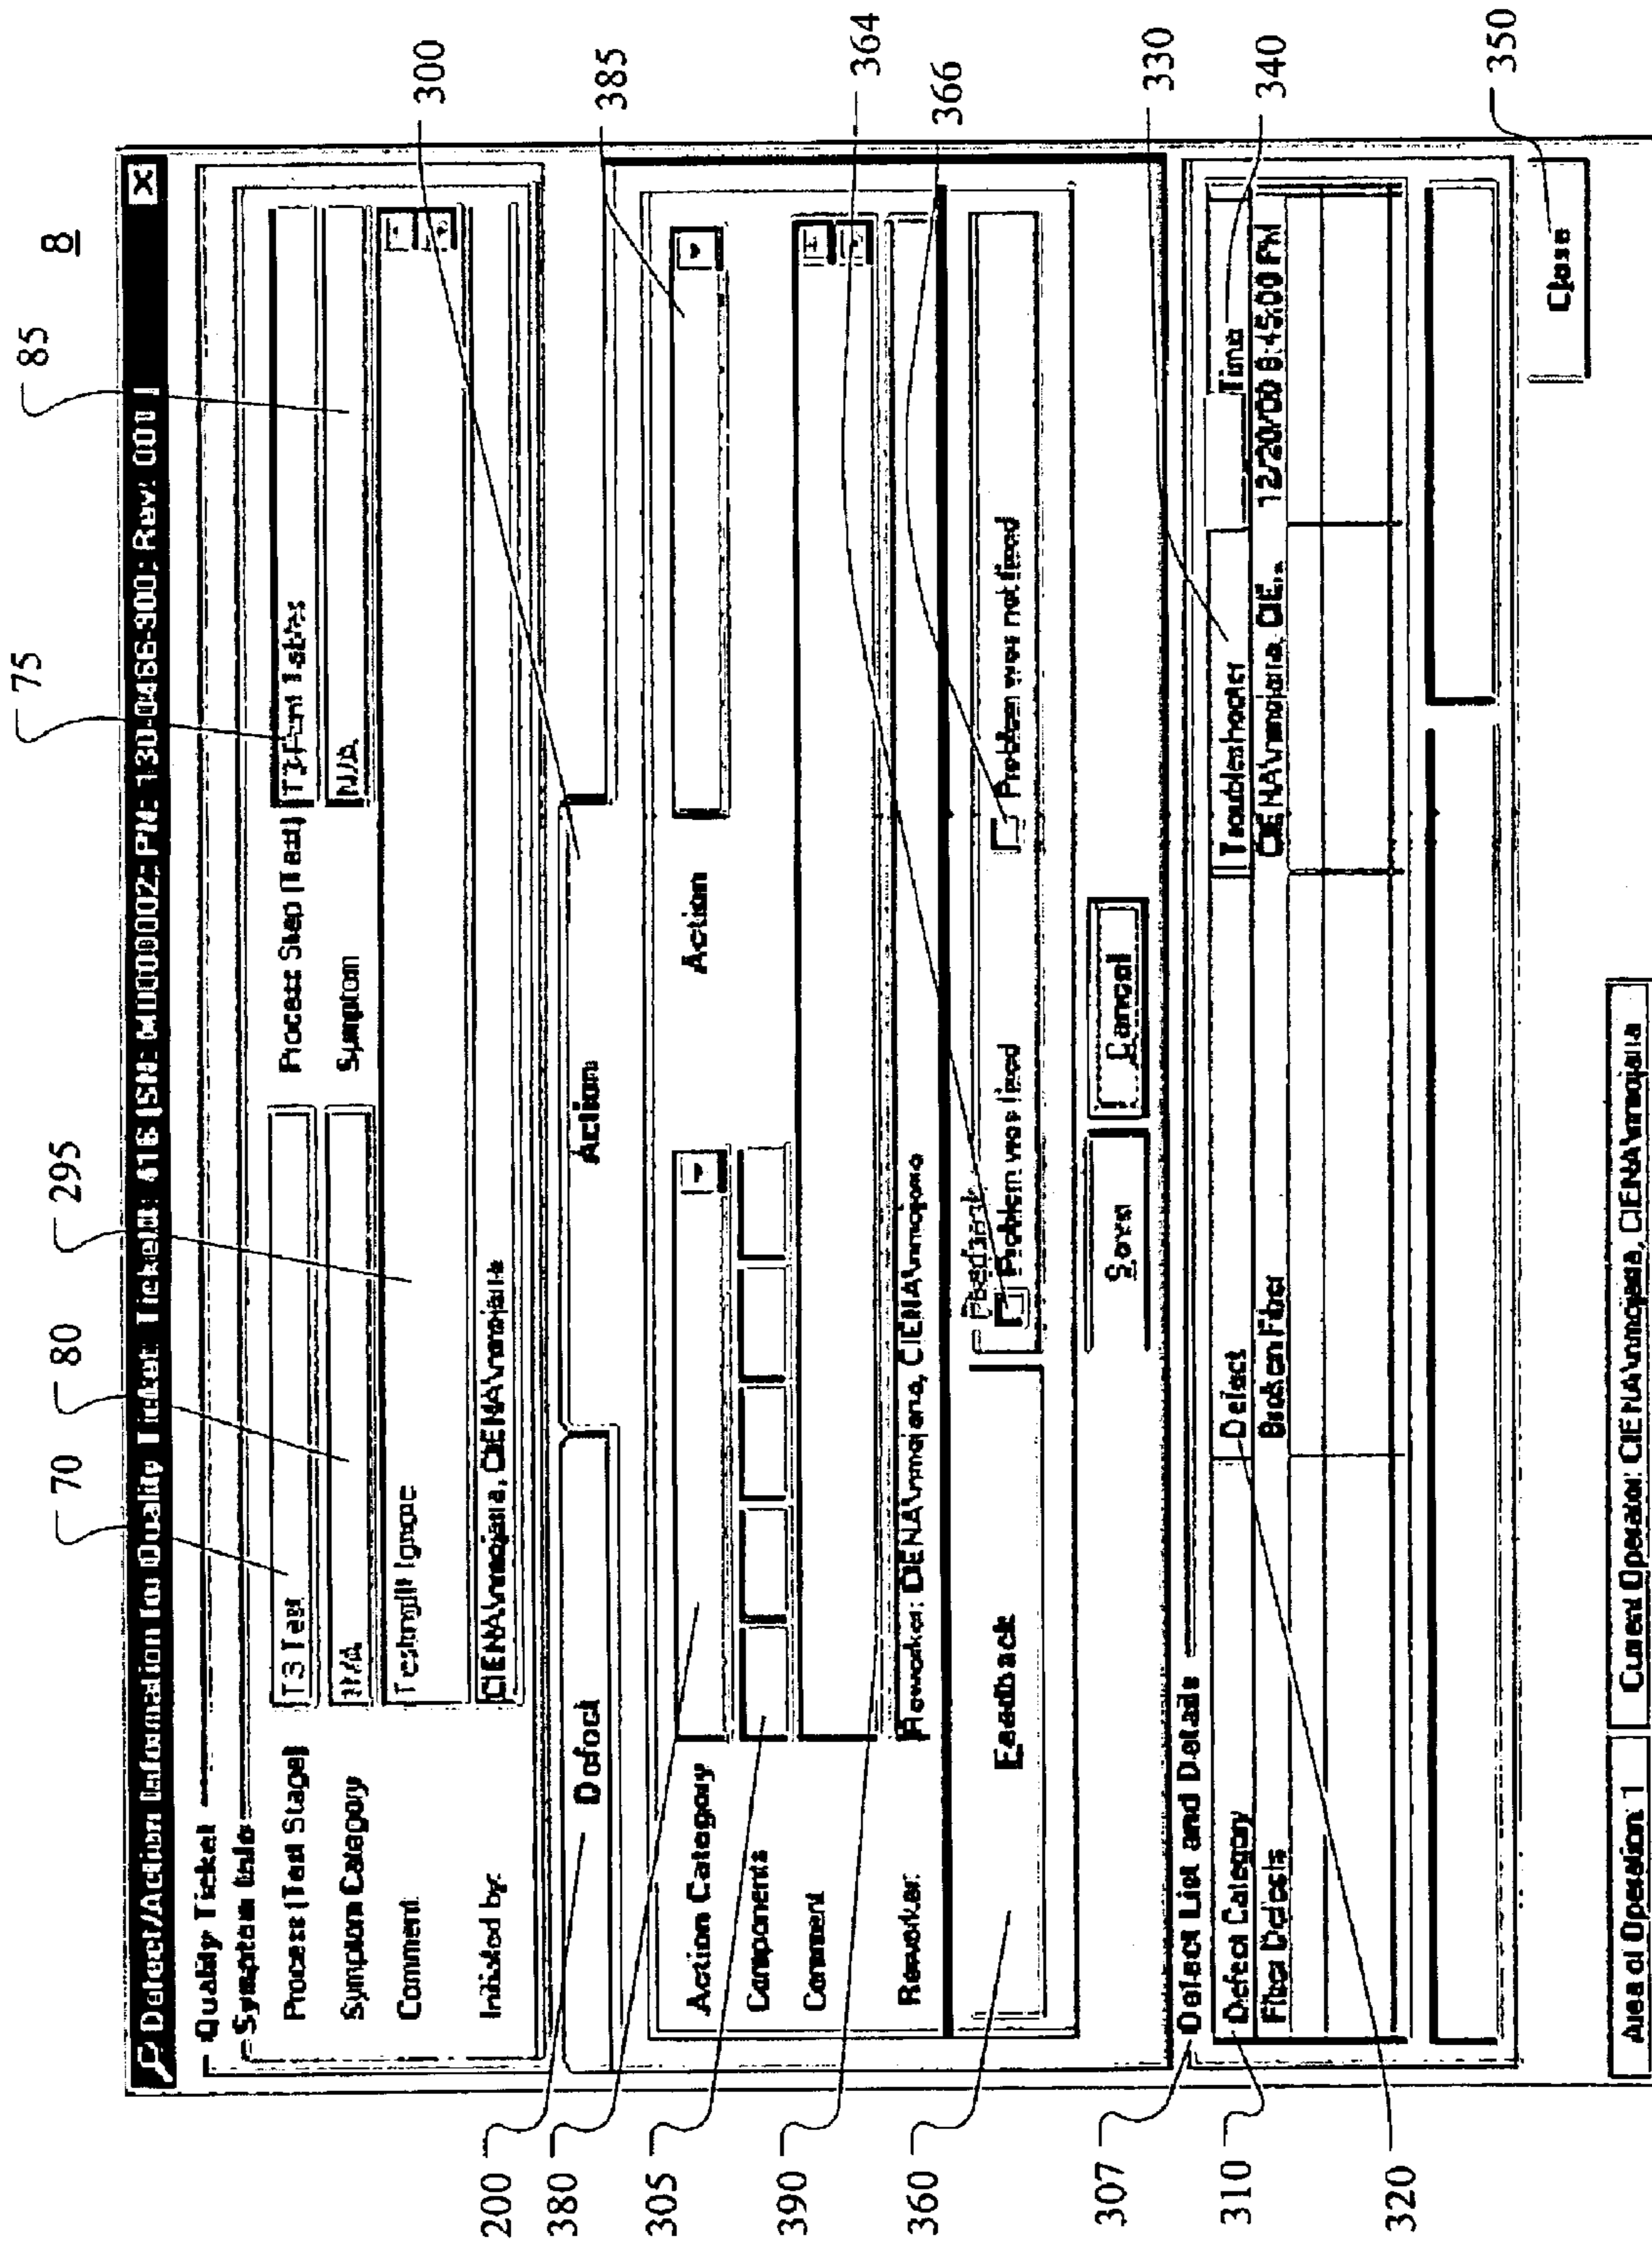 75
85
8
70
80
295
300
385
Defect/Action Information for Quality Ticket: Ticket#: 416 [SN: M0000002; PN: 130-0466-900; Rev: 001 ]
X
Quality Ticket
Symptom Info
Process (Test Stage)
T3 Test
Process Step (Test)
Symptom Category
N/A
Symptom
N/A
Comment
Initiated by:
200
Defect
Action
380
Action Category
Action
305
Components
390
Comment
364
Reworker:
366
360
Feedback
Problem was fixed
Problem was not fixed
Save
Cancel
330
307
Defect List and Details
310
Defect Category
Defect
Troubleshooter
Time
340
Fiber Defects
Broken Fiber
12/20/00 8:45:00 PM
320
Close
350
Area of Operation: 1